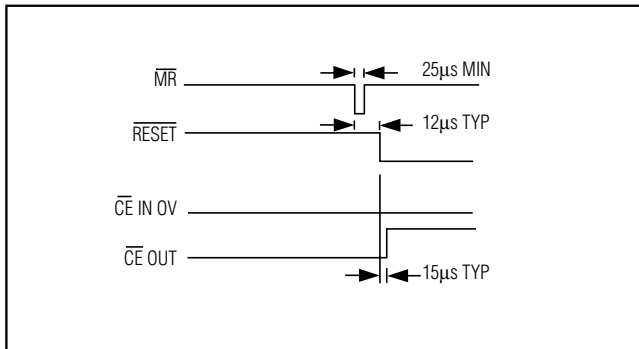 MR 25µs MIN
RESET 12µs TYP
CE IN OV
CE OUT
15µs TYP